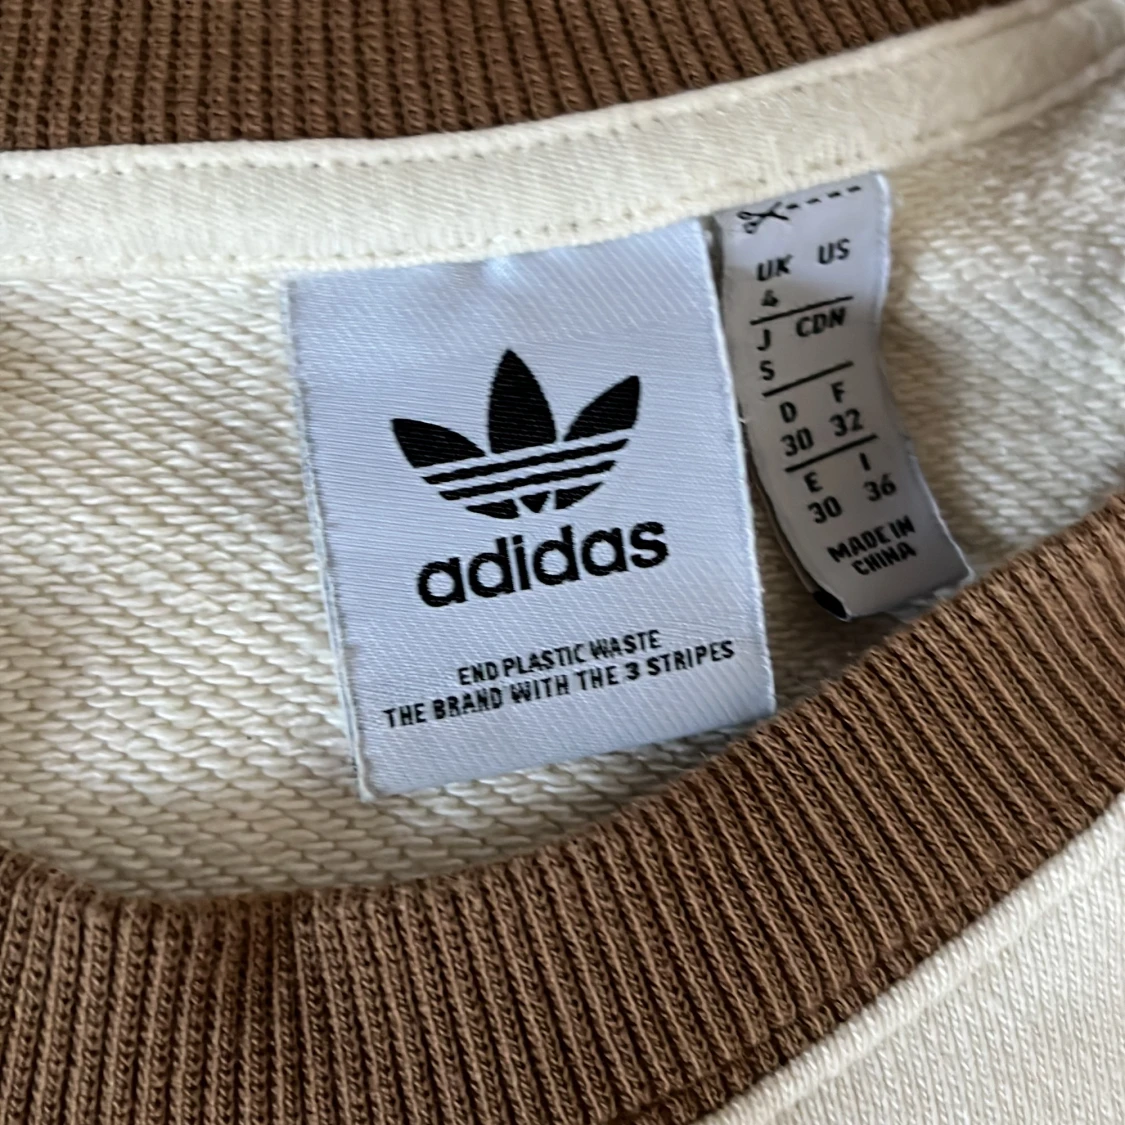 adidas
END PLASTIC WASTE
THE BRAND WITH THE 3 STRIPES
UK US
4
J CDN
S
D F
30 32
E I
30 36
MADE IN
CHINA